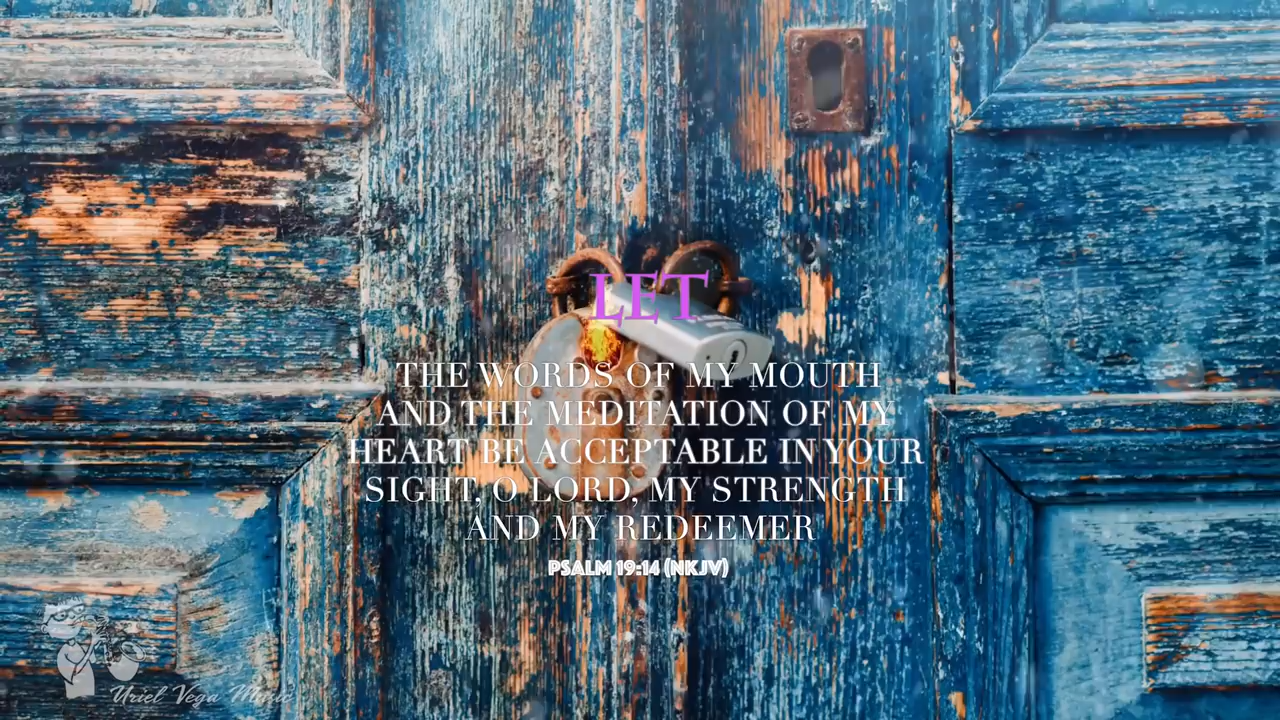 LET
THE WORDS OF MY MOUTH
AND THE MEDITATION OF MY
HEART BE ACCEPTABLE IN YOUR
SIGHT, O LORD, MY STRENGTH
AND MY REDEEMER
PSALM 19:14 (NKJV)
Uriel Vega Music